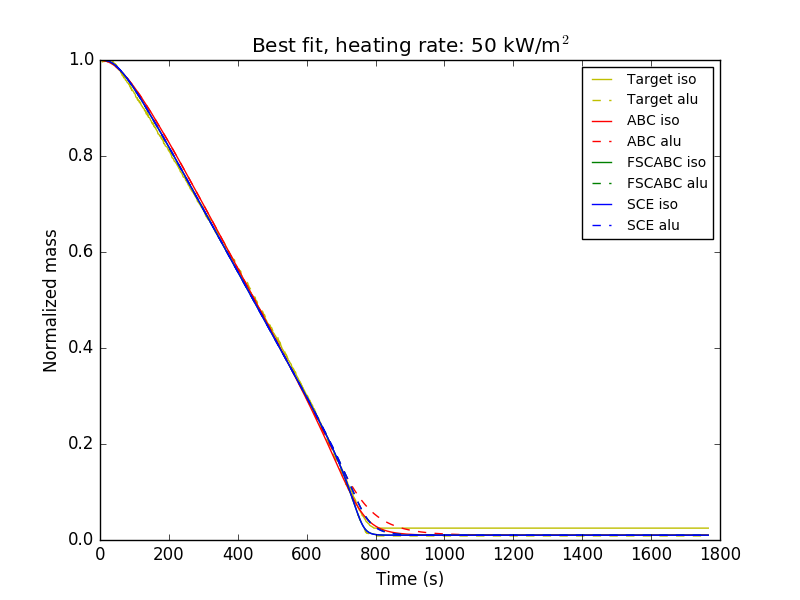 Best fit, heating rate: 50 kW/m²
Target iso
Target alu
ABC iso
ABC alu
FSCABC iso
FSCABC alu
SCE iso
SCE alu
Normalized mass
1.0
0.8
0.6
0.4
0.2
0.0
0 200 400 600 800 1000 1200 1400 1600 1800
Time (s)